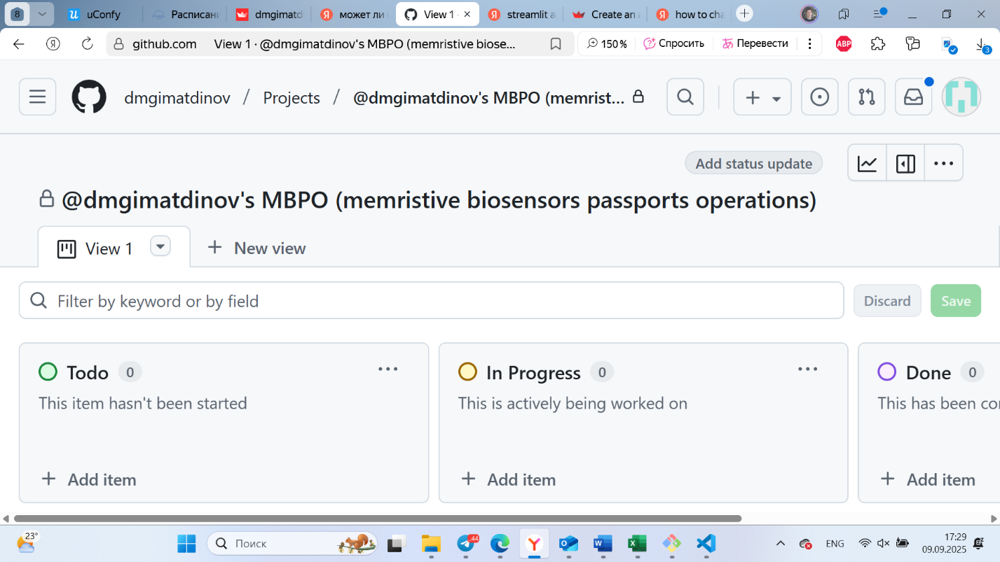 8
uConfy
Расписани
dmgimatd
может ли
View 1 ·
streamlit a
Create an a
how to cha
github.com View 1 · @dmgimatdinov's MBPO (memristive biose...
150 %
Спросить
Перевести
ABP
3
dmgimatdinov / Projects / @dmgimatdinov's MBPO (memrist...
Add status update
@dmgimatdinov's MBPO (memristive biosensors passports operations)
View 1
New view
Filter by keyword or by field
Discard
Save
Todo 0
This item hasn't been started
Add item
In Progress 0
This is actively being worked on
Add item
Done 0
This has been co
Add item
23°
Поиск
44
ENG
17:29
09.09.2025